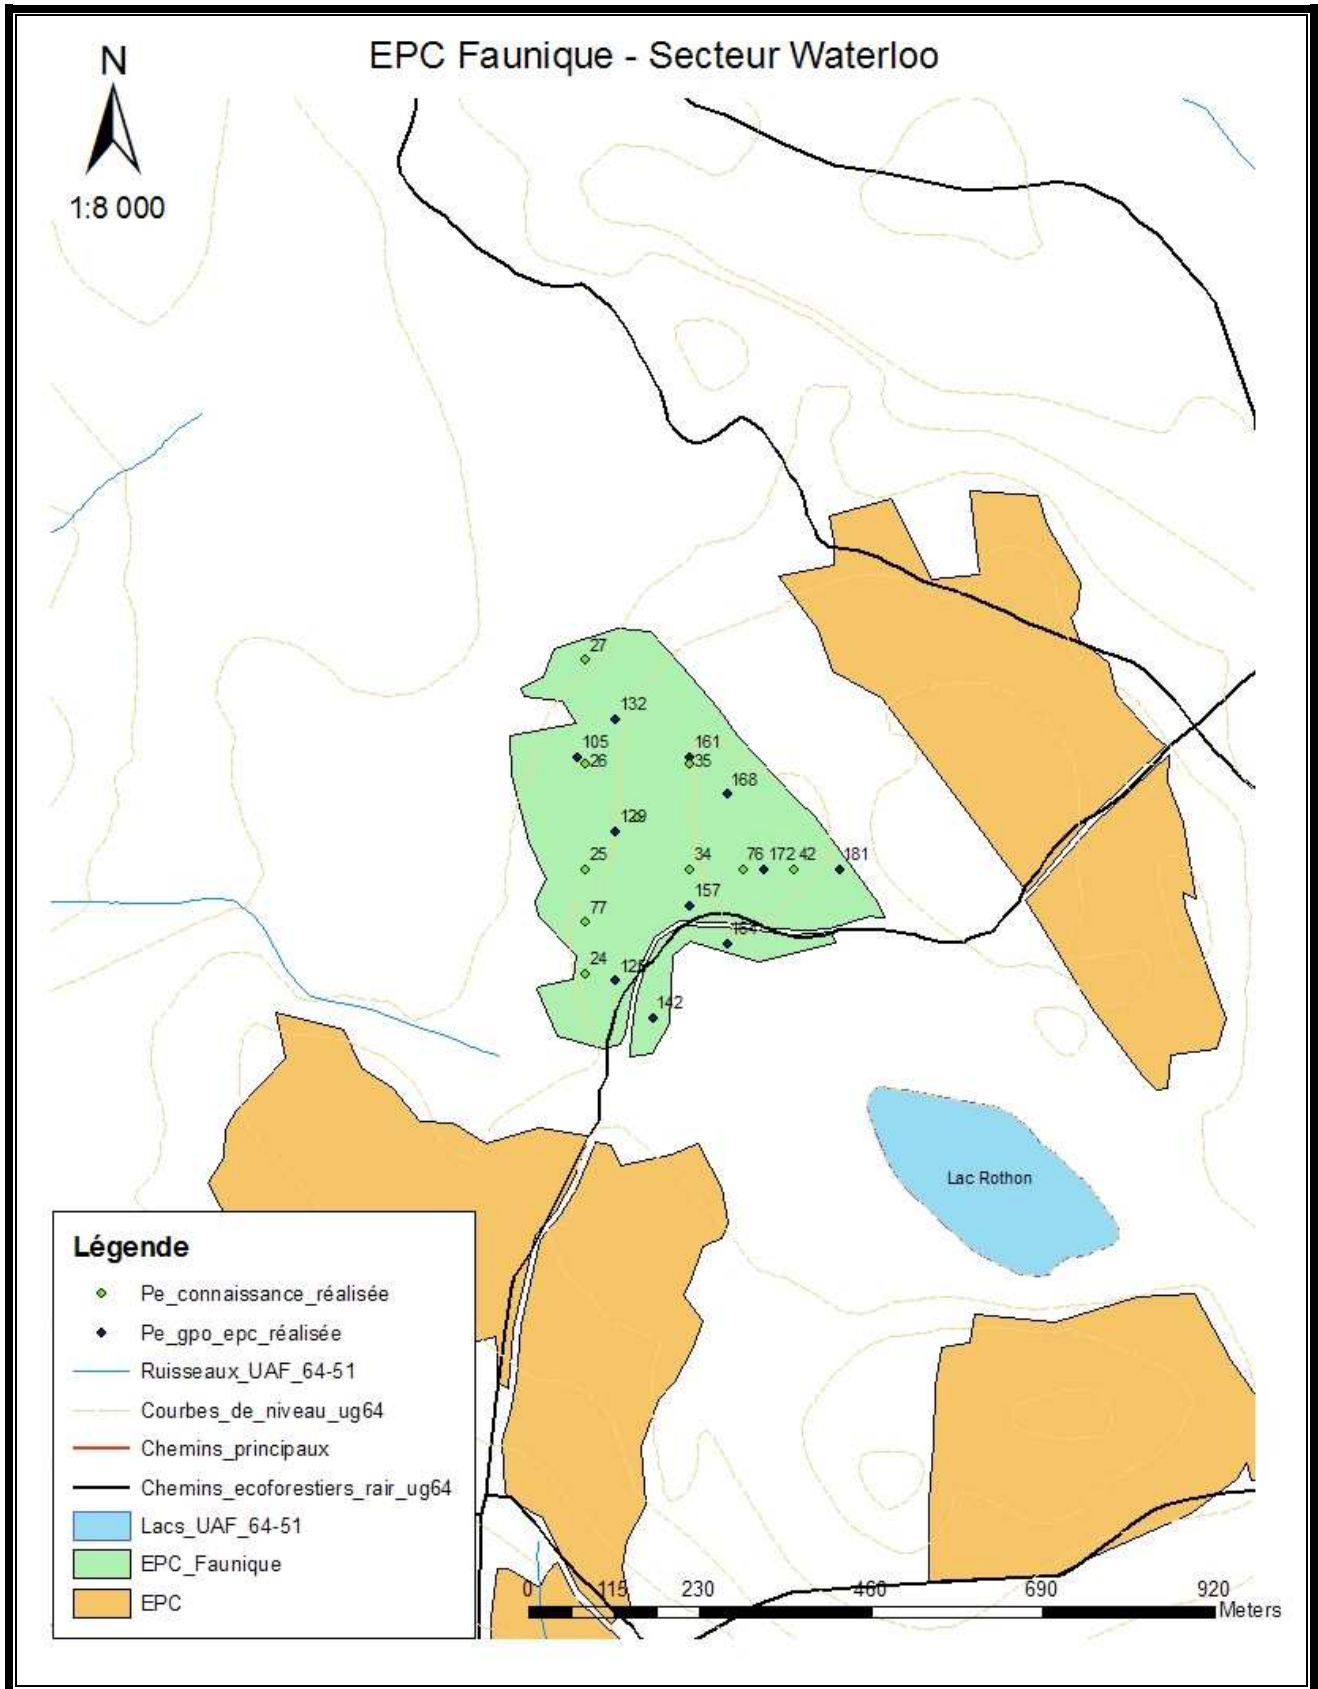 EPC Faunique - Secteur Waterloo
N
1:8 000
27
132
105
161
26
35
168
129
25
34
76
172
42
181
157
77
24
125
142
Lac Rothon
Légende
Pe_connaissance_réalisée
Pe_gpo_epc_réalisée
Ruisseaux_UAF_64-51
Courbes_de_niveau_ug64
Chemins_principaux
Chemins_ecoforestiers_rair_ug64
Lacs_UAF_64-51
EPC_Faunique
EPC
0 115 230 460 690 920
Meters